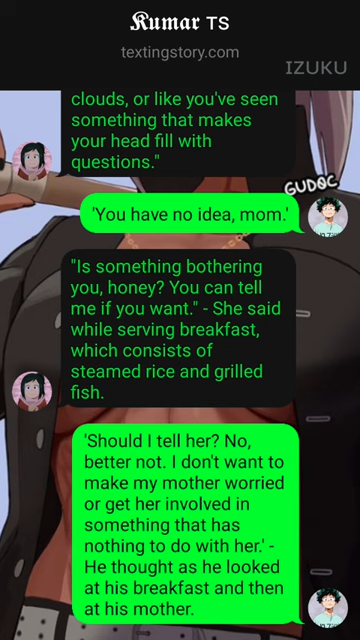 𝕶𝖚𝖒𝖆𝖗 TS
textingstory.com
IZUKU
clouds, or like you've seen
something that makes
your head fill with
questions."
GUDOC
'You have no idea, mom.'
"Is something bothering
you, honey? You can tell
me if you want." - She said
while serving breakfast,
which consists of
steamed rice and grilled
fish.
'Should I tell her? No,
better not. I don't want to
make my mother worried
or get her involved in
something that has
nothing to do with her.' -
He thought as he looked
at his breakfast and then
at his mother.